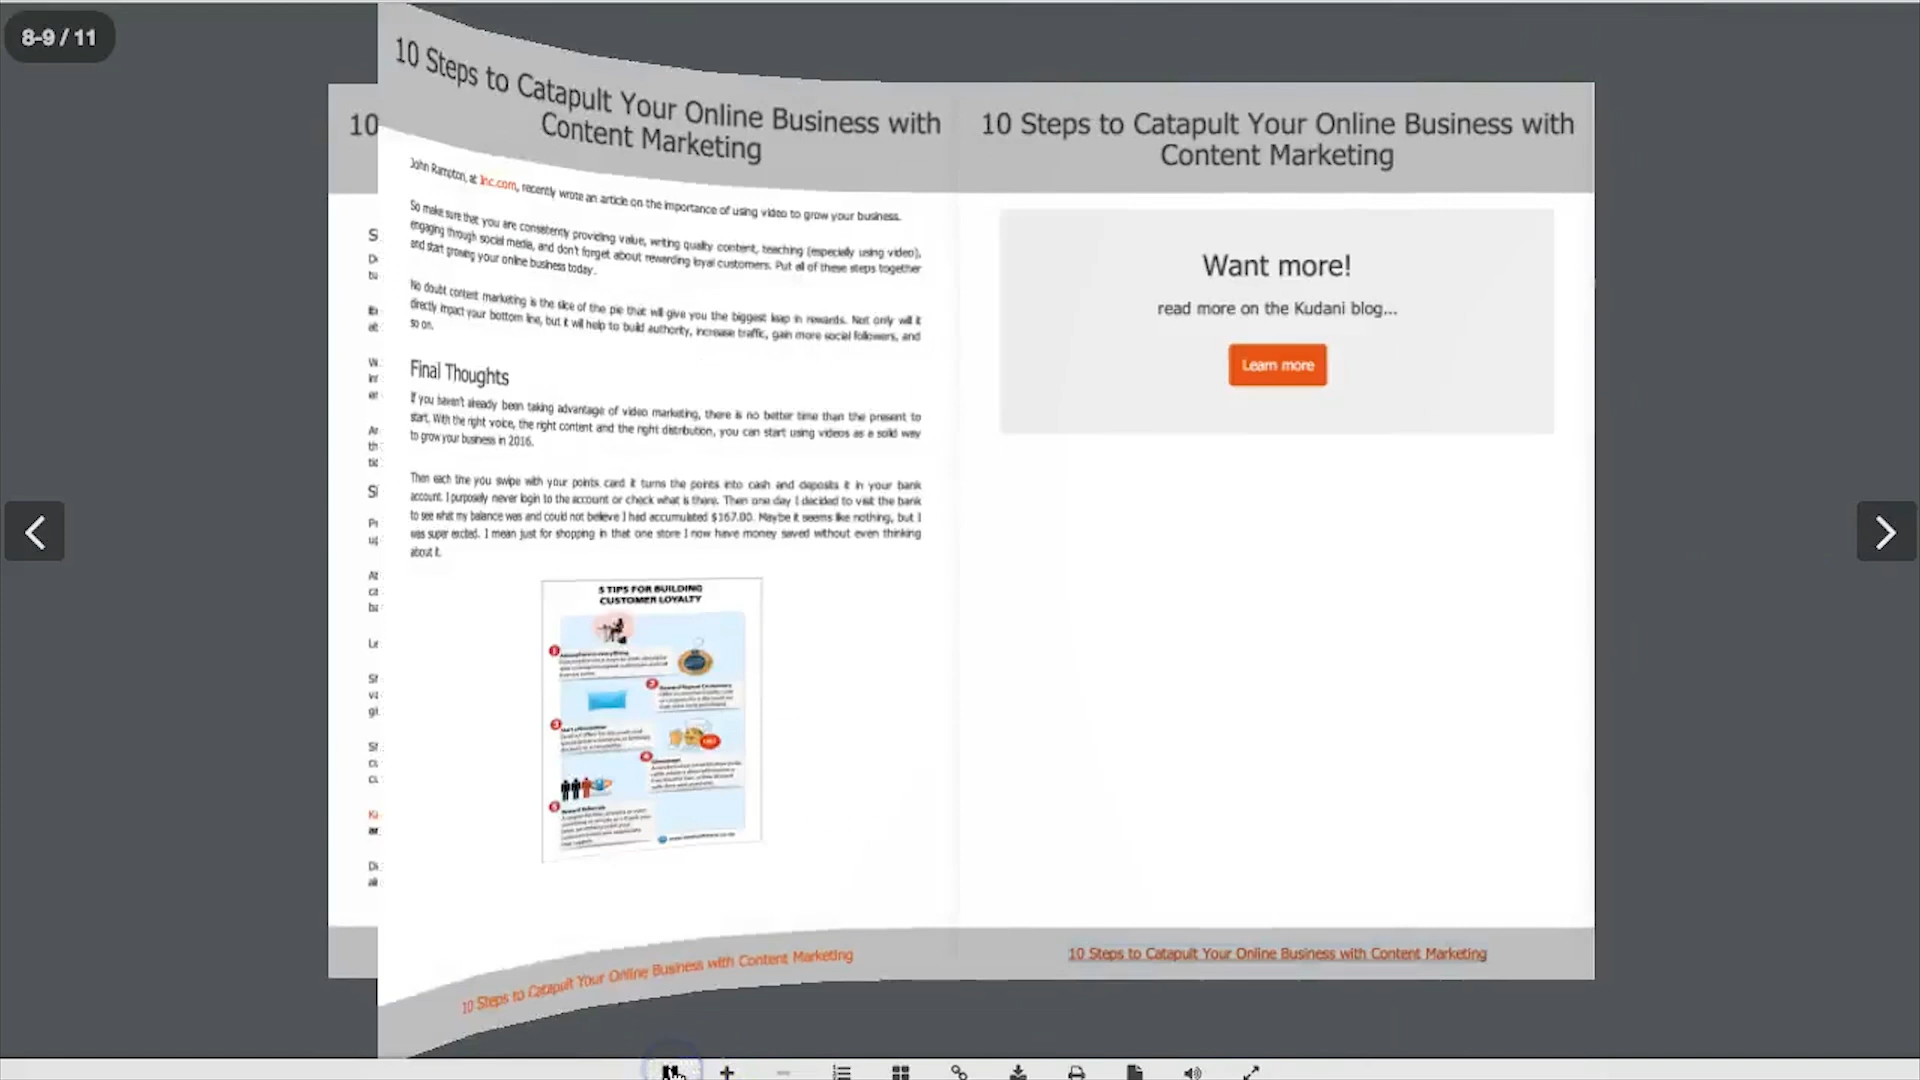 8-9 / 11
10 Steps to Catapult Your Online Business with
Content Marketing
John Rampton, at Inc.com, recently wrote an article on the importance of using video to grow your business.
So make sure that you are consistently providing value, writing quality content, teaching (especially using video),
engaging through social media, and don't forget about rewarding loyal customers. Put all of these steps together
and start growing your online business today.
No doubt content marketing is the slice of the pie that will give you the biggest leap in rewards. Not only will it
directly impact your bottom line, but it will help to build authority, increase traffic, gain more social followers, and
so on.
Final Thoughts
If you haven't already been taking advantage of video marketing, there is no better time than the present to
start. With the right voice, the right content and the right distribution, you can start using videos as a solid way
to grow your business in 2016.
Then each time you swipe with your points card it turns the points into cash and deposits it in your bank
account. I purposely never login to the account or check what is there. Then one day I decided to visit the bank
to see what my balance was and could not believe I had accumulated $167.00. Maybe it seems like nothing, but I
was super excited. I mean just for shopping in that one store I now have money saved without even thinking
about it.
5 TIPS FOR BUILDING
CUSTOMER LOYALTY
10 Steps to Catapult Your Online Business with Content Marketing
10 Steps to Catapult Your Online Business with
Content Marketing
Want more!
read more on the Kudani blog...
Learn more
10 Steps to Catapult Your Online Business with Content Marketing
10